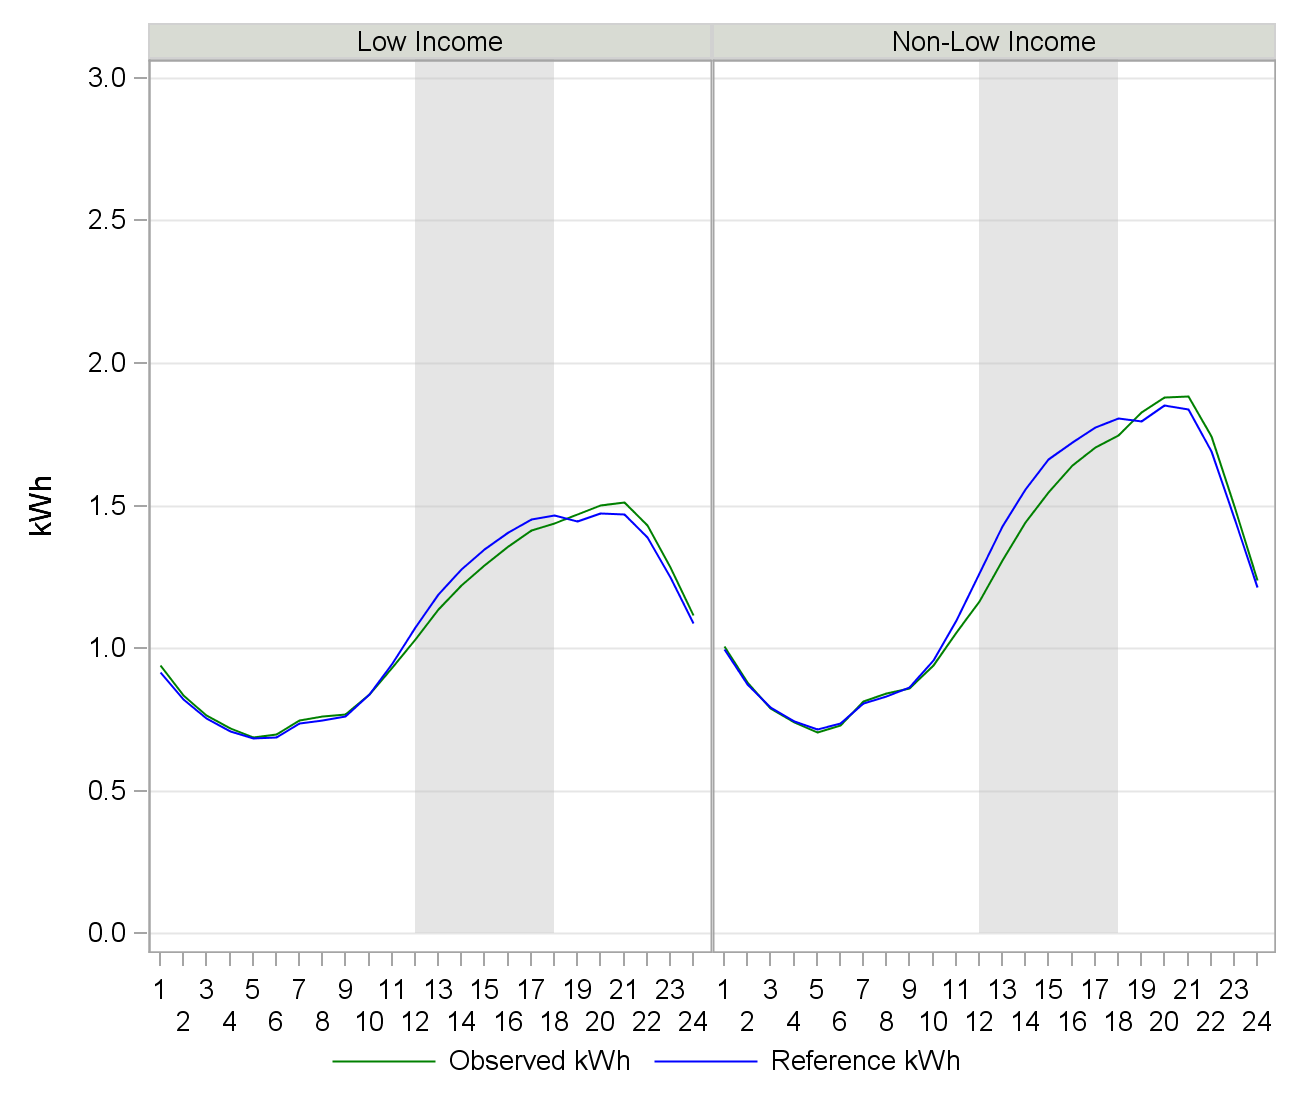 Low Income Non-Low Income
3.0
2.5
2.0
1.5
1.0
0.5
0.0
kWh
1 3 5 7 9 11 13 15 17 19 21 23 1 3 5 7 9 11 13 15 17 19 21 23
2 4 6 8 10 12 14 16 18 20 22 24 2 4 6 8 10 12 14 16 18 20 22 24
Observed kWh Reference kWh